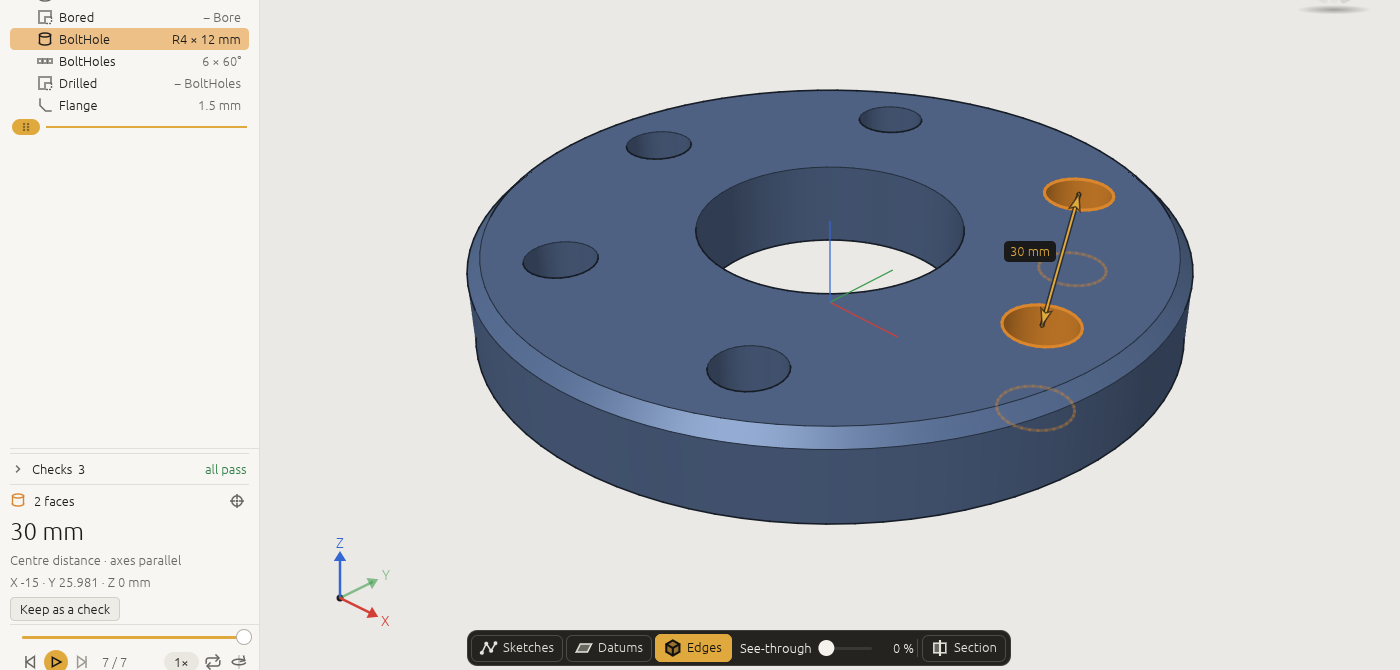 Bored – Bore
BoltHole R4 × 12 mm
BoltHoles 6 × 60°
Drilled – BoltHoles
Flange 1.5 mm
Checks 3 all pass
2 faces
30 mm
Centre distance · axes parallel
X -15 · Y 25.981 · Z 0 mm
Keep as a check
7 / 7 1×
30 mm
Z
Y
X
Sketches Datums Edges See-through 0 % Section